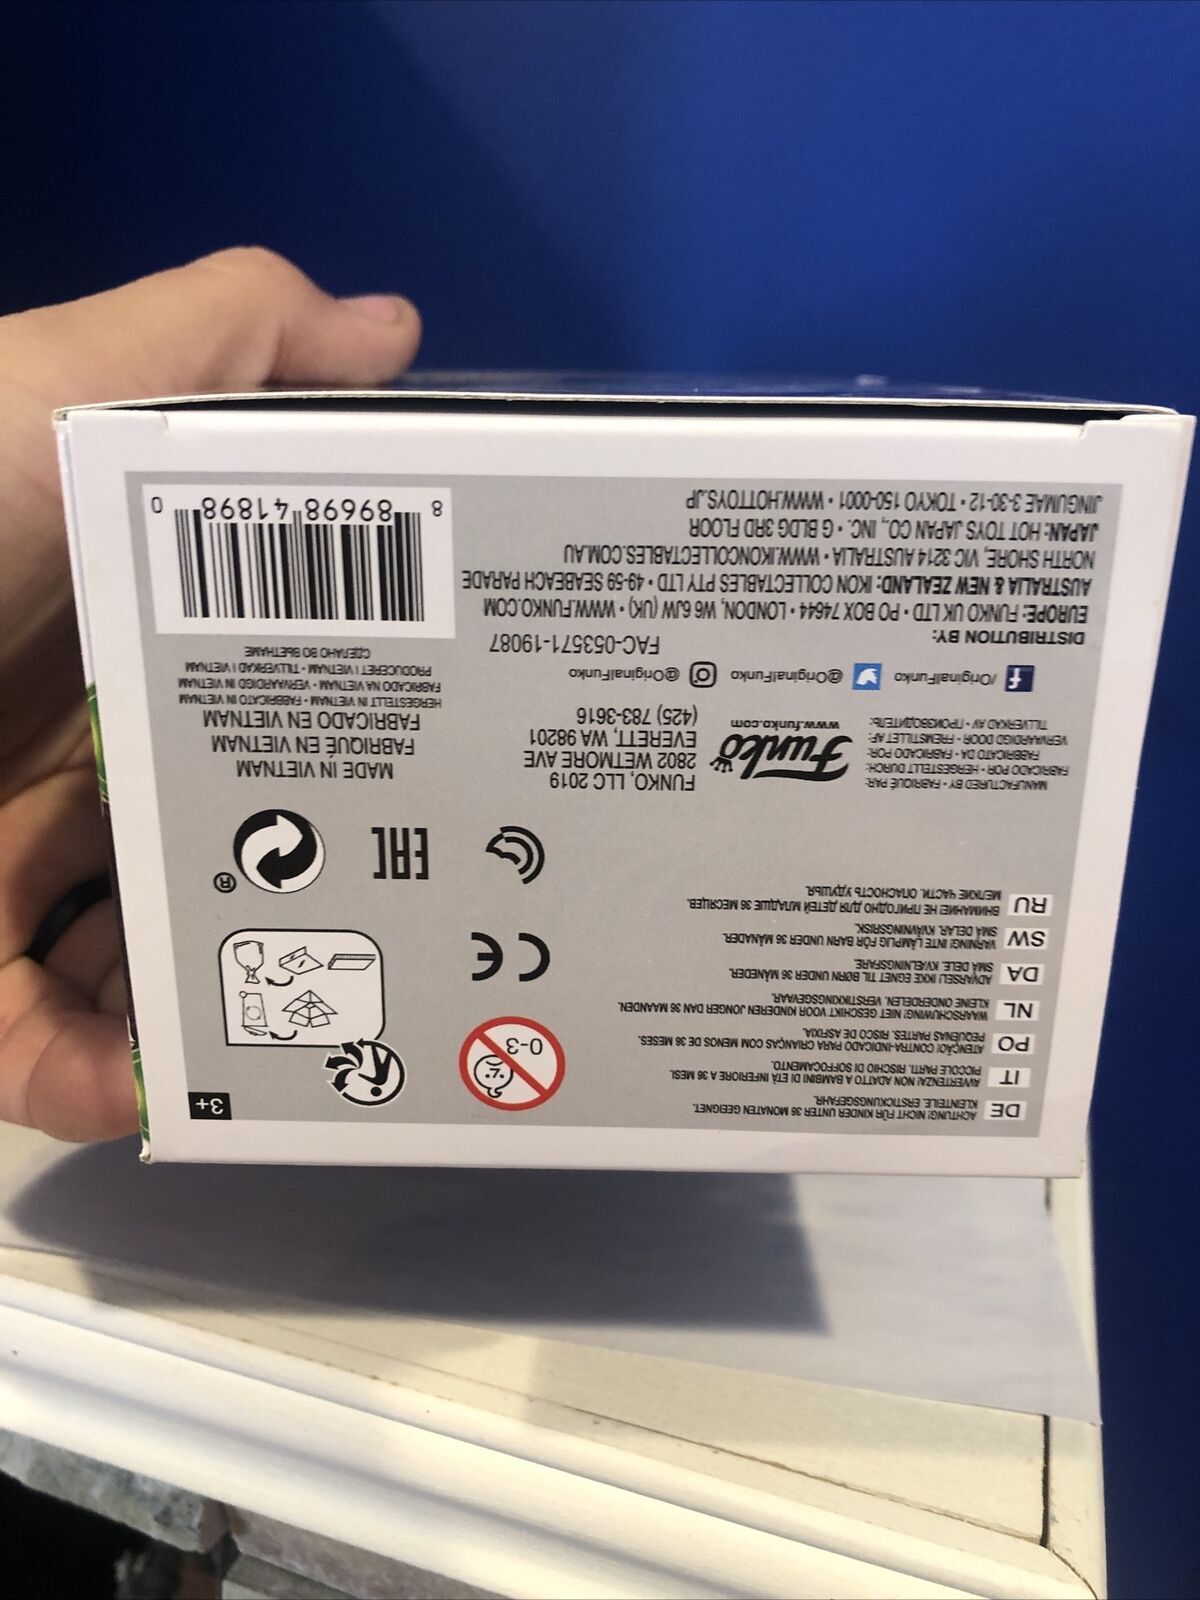 DE ACHTUNG! NICHT FÜR KINDER UNTER 36 MONATEN GEEIGNET.
KLEINTEILE. ERSTICKUNGSGEFAHR.
IT AVVERTENZA! NON ADATTO A BAMBINI DI ETÀ INFERIORE A 36 MESI.
PICCOLE PARTI. RISCHIO DI SOFFOCAMENTO.
PO ATENÇÃO! CONTRA-INDICADO PARA CRIANÇAS COM MENOS DE 36 MESES.
PEQUENAS PARTES. RISCO DE ASFIXIA.
NL WAARSCHUWING! NIET GESCHIKT VOOR KINDEREN JONGER DAN 36 MAANDEN.
KLEINE ONDERDELEN. VERSTIKKINGSGEVAAR.
DA ADVARSEL! IKKE EGNET TIL BØRN UNDER 36 MÅNEDER.
SMÅ DELE. KVÆLNINGSFARE.
SW VARNING! INTE LÄMPLIG FÖR BARN UNDER 36 MÅNADER.
SMÅ DELAR. KVÄVNINGSRISK.
RU ВНИМАНИЕ! НЕ ПРИГОДНО ДЛЯ ДЕТЕЙ МЛАДШЕ 36 МЕСЯЦЕВ.
МЕЛКИЕ ЧАСТИ. ОПАСНОСТЬ УДУШЬЯ.
0-3
3+
CE
EAC
®
MANUFACTURED BY • FABRIQUÉ PAR:
FABRICADO POR • HERGESTELLT DURCH:
FABBRICATO DA • FABRICADO POR:
VERVAARDIGD DOOR • FREMSTILLET AF:
TILLVERKAD AV • ПРОИЗВОДИТЕЛЬ:
Funko
www.funko.com
FUNKO, LLC 2019
2802 WETMORE AVE
EVERETT, WA 98201
(425) 783-3616
MADE IN VIETNAM
FABRIQUÉ EN VIETNAM
FABRICADO EN VIETNAM
HERGESTELLT IN VIETNAM • FABBRICATO IN VIETNAM
FABRICADO NA VIETNAM • VERVAARDIGD IN VIETNAM
PRODUCERET I VIETNAM • TILLVERKAD I VIETNAM
СДЕЛАНО ВО ВЬЕТНАМЕ
/OriginalFunko @OriginalFunko @OriginalFunko
FAC-053571-19087
DISTRIBUTION BY:
EUROPE: FUNKO UK LTD • PO BOX 74644 • LONDON, W6 6JW (UK) • WWW.FUNKO.COM
AUSTRALIA & NEW ZEALAND: IKON COLLECTABLES PTY LTD • 49-59 SEABEACH PARADE
NORTH SHORE, VIC 3214 AUSTRALIA • WWW.IKONCOLLECTABLES.COM.AU
JAPAN: HOT TOYS JAPAN CO., INC. • G BLDG 3RD FLOOR
JINGUMAE 3-30-12 • TOKYO 150-0001 • WWW.HOTTOYS.JP
8 89698 41898 0